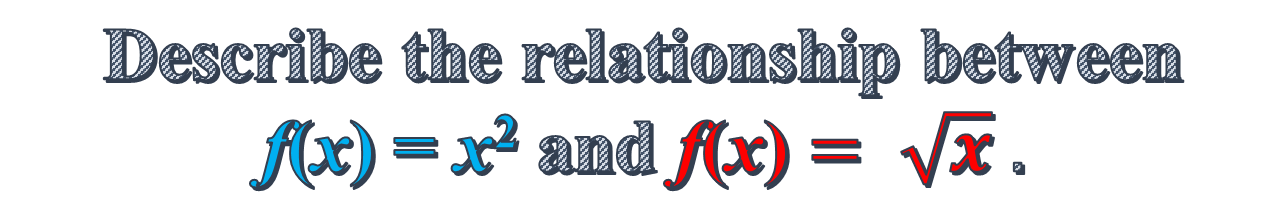 Describe the relationship between
f(x) = x² and f(x) = √x .